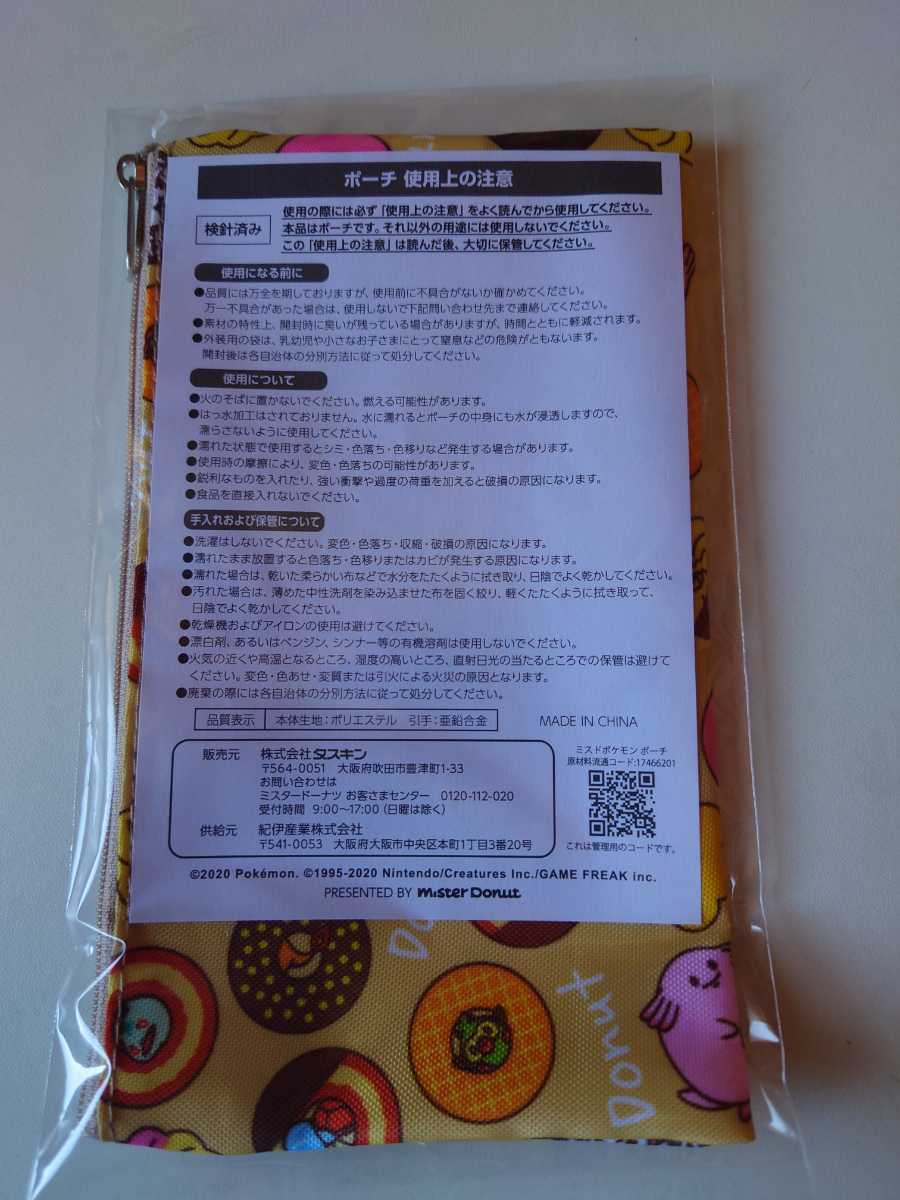 ポーチ 使用上の注意
検針済み
使用の際には必ず「使用上の注意」をよく読んでから使用してください。
本品はポーチです。それ以外の用途には使用しないでください。
この「使用上の注意」は読んだ後、大切に保管してください。
使用になる前に
●品質には万全を期しておりますが、使用前に不具合がないか確かめてください。
万一不具合があった場合は、使用しないで下記問い合わせ先まで連絡してください。
●素材の特性上、開封時に臭いが残っている場合がありますが、時間とともに軽減されます。
●外装用の袋は、乳幼児や小さなお子さまにとって窒息などの危険がともないます。
開封後は各自治体の分別方法に従って処分してください。
使用について
●火のそばに置かないでください。燃える可能性があります。
●はっ水加工はされておりません。水に濡れるとポーチの中身にも水が浸透しますので、
濡らさないように使用してください。
●濡れた状態で使用するとシミ・色落ち・色移りなど発生する場合があります。
●使用時の摩擦により、変色・色落ちの可能性があります。
●鋭利なものを入れたり、強い衝撃や過度の荷重を加えると破損の原因になります。
●食品を直接入れないでください。
手入れおよび保管について
●洗濯はしないでください。変色・色落ち・収縮・破損の原因になります。
●濡れたまま放置すると色落ち・色移りまたはカビが発生する原因になります。
●濡れた場合は、乾いた柔らかい布などで水分をたたくように拭き取り、日陰でよく乾かしてください。
●汚れた場合は、薄めた中性洗剤を染み込ませた布を固く絞り、軽くたたくように拭き取って、
日陰でよく乾かしてください。
●乾燥機およびアイロンの使用は避けてください。
●漂白剤、あるいはベンジン、シンナー等の有機溶剤は使用しないでください。
●火気の近くや高温となるところ、湿度の高いところ、直射日光の当たるところでの保管は避けて
ください。変色・色あせ・変質または引火による火災の原因となります。
●廃棄の際には各自治体の分別方法に従って処分してください。
品質表示 本体生地:ポリエステル 引手:亜鉛合金 MADE IN CHINA
販売元 株式会社ダスキン
〒564-0051 大阪府吹田市豊津町1-33
お問い合わせは
ミスタードーナツ お客さまセンター 0120-112-020
受付時間 9:00~17:00(日曜は除く)
供給元 紀伊産業株式会社
〒541-0053 大阪府大阪市中央区本町1丁目3番20号
ミスドポケモン ポーチ
原材料流通コード:17466201
これは管理用のコードです。
©2020 Pokémon. ©1995-2020 Nintendo/Creatures Inc./GAME FREAK inc.
PRESENTED BY mister Donut
Donut